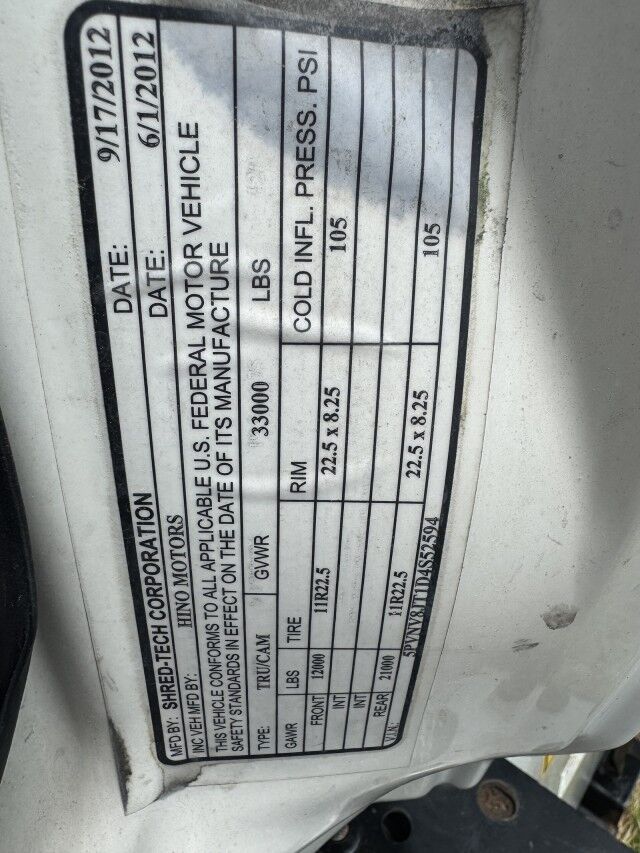 MFD BY: SHRED-TECH CORPORATION DATE: 9/17/2012
INC VEH MFD BY: HINO MOTORS DATE: 6/1/2012
THIS VEHICLE CONFORMS TO ALL APPLICABLE U.S. FEDERAL MOTOR VEHICLE
SAFETY STANDARDS IN EFFECT ON THE DATE OF ITS MANUFACTURE
TYPE: TRU/CAM GVWR 33000 LBS
GAWR LBS TIRE RIM COLD INFL. PRESS. PSI
FRONT 12000 11R22.5 22.5 x 8.25 105
INT
INT
REAR 21000 11R22.5 22.5 x 8.25 105
V.I.N.: 5PVNV8JT1D4S52594